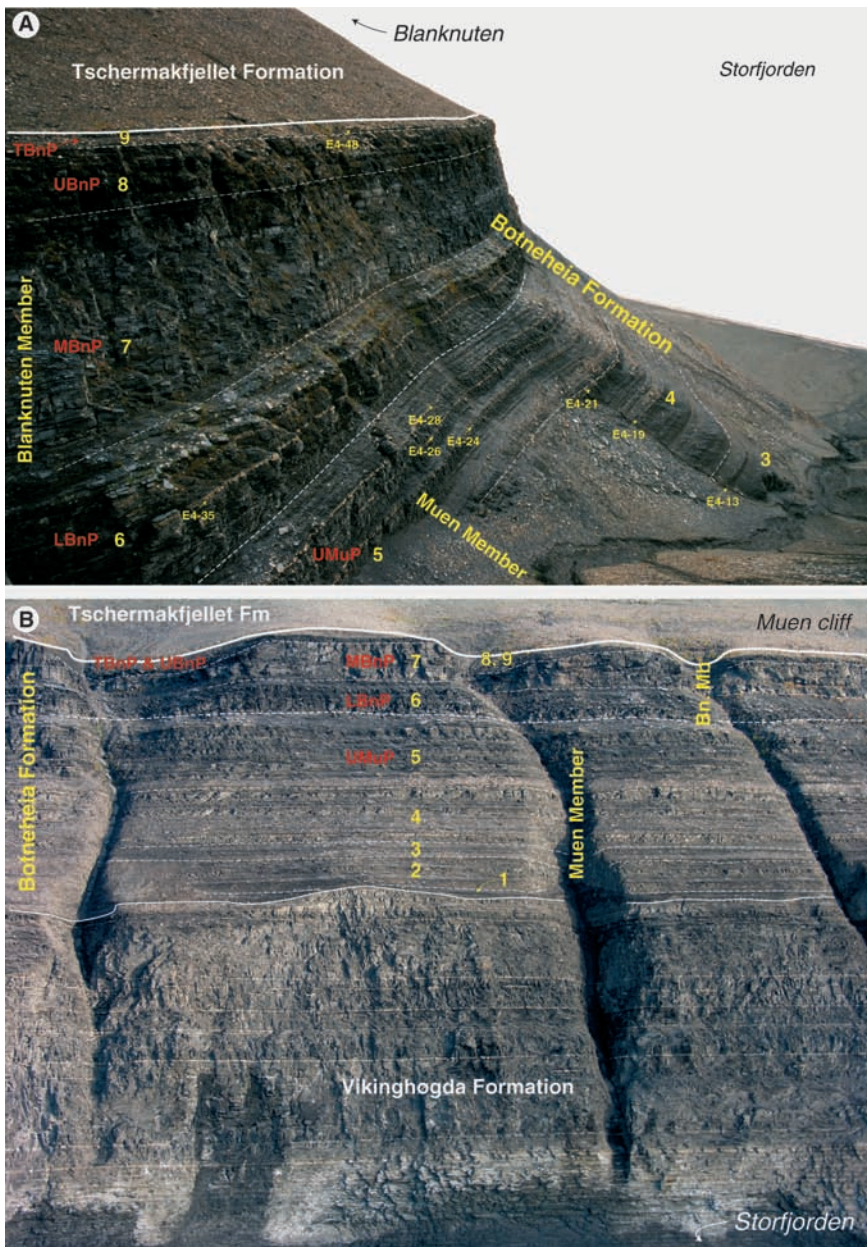 A
Blanknuten
Tschermakfjellet Formation
Storfjorden
9
TBnP
E4-48
UBnP 8
Botneheia Formation
Blanknuten Member
MBnP 7
E4-21
4
E4-28
E4-19
E4-24
E4-26
3
E4-13
E4-35
LBnP 6
UMuP 5
Muen Member
B
Tschermakfjellet Fm
Muen cliff
TBnP & UBnP
MBnP 7
8. 9
Bn. Mb
LBnP 6
Botneheia Formation
UMuP 5
Muen Member
4
3
2
1
Vikinghøgda Formation
Storfjorden